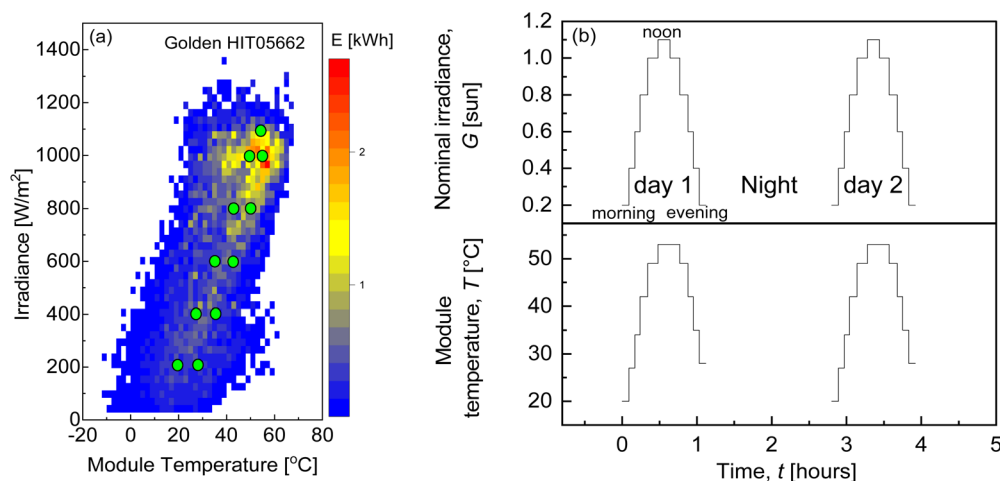 (a)
Golden HIT05662
E [kWh]
1400
1200
1000
800
600
400
200
0
Irradiance [W/m²]
-20
0
20
40
60
80
Module Temperature [°C]
2
1
(b)
noon
day 1
Night
day 2
morning
evening
1.2
1.0
0.8
0.6
0.4
0.2
Nominal irradiance,
G [sun]
50
40
30
20
Module
temperature, T [°C]
0
1
2
3
4
5
Time, t [hours]